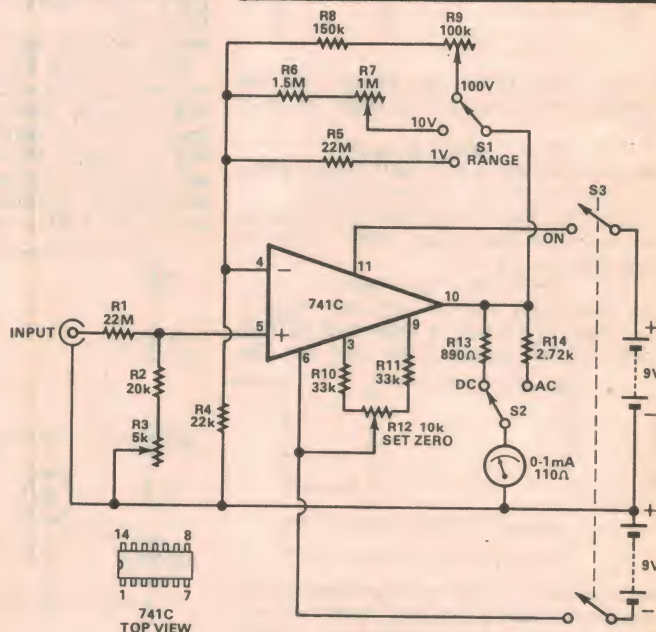 R8
150k
R9
100k
R6
1.5M
R7
1M
100V
10V
R5
22M
1V
S1
RANGE
S3
ON
4
−
11
741C
10
R1
22M
INPUT
5
+
6
3
9
R13
890Ω
R14
2.72k
R2
20k
R10
33k
R11
33k
DC
AC
S2
R3
5k
R4
22k
R12 10k
SET ZERO
0-1mA
110Ω
+
9V
−
+
9V
−
14
8
1
7
741C
TOP VIEW